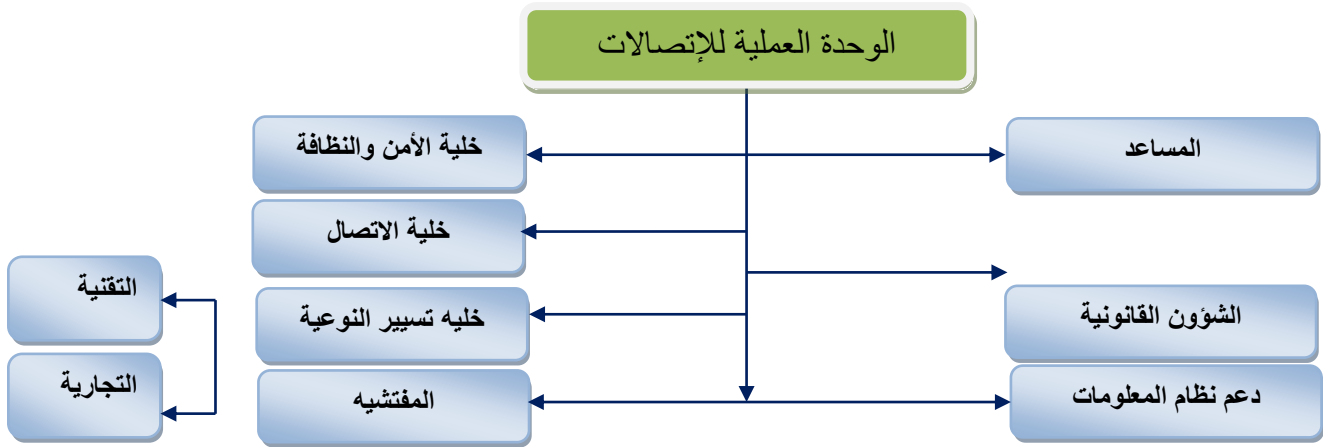 الوحدة العملية للإتصالات
المساعد
خلية الأمن والنظافة
خلية الاتصال
الشؤون القانونية
خليه تسيير النوعية
التقنية
دعم نظام المعلومات
المفتشيه
التجارية